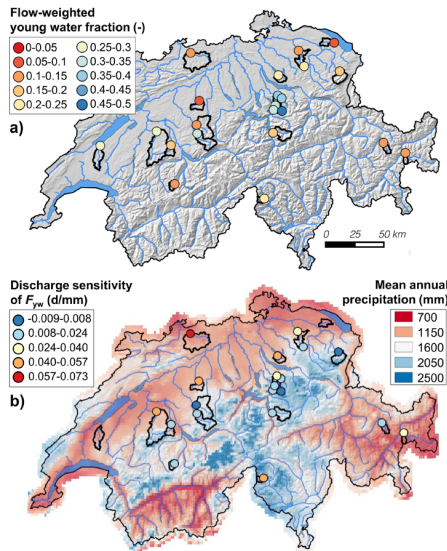 Flow-weighted
young water fraction (-)
0-0.05
0.05-0.1
0.1-0.15
0.15-0.2
0.2-0.25
0.25-0.3
0.3-0.35
0.35-0.4
0.4-0.45
0.45-0.5
a)
0 25 50 km
Discharge sensitivity
of Fyw (d/mm)
-0.009-0.008
0.008-0.024
0.024-0.040
0.040-0.057
0.057-0.073
b)
Mean annual
precipitation (mm)
700
1150
1600
2050
2500